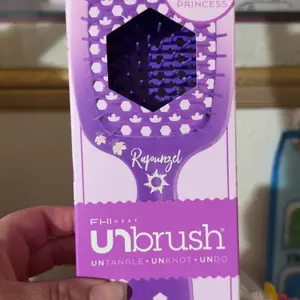 PRINCESS
Rapunzel
FHI HEAT
unbrush®
UNTANGLE • UNKNOT • UNDO